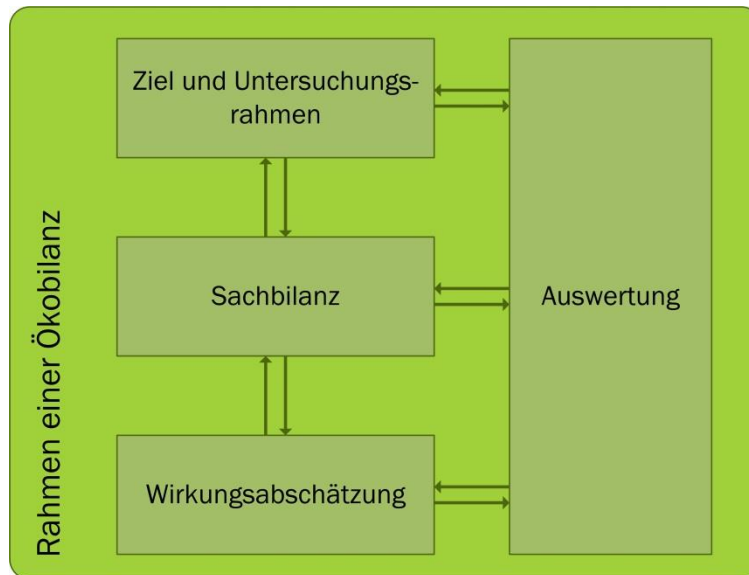 Rahmen einer Ökobilanz
Ziel und Untersuchungs-
rahmen
Sachbilanz
Wirkungsabschätzung
Auswertung